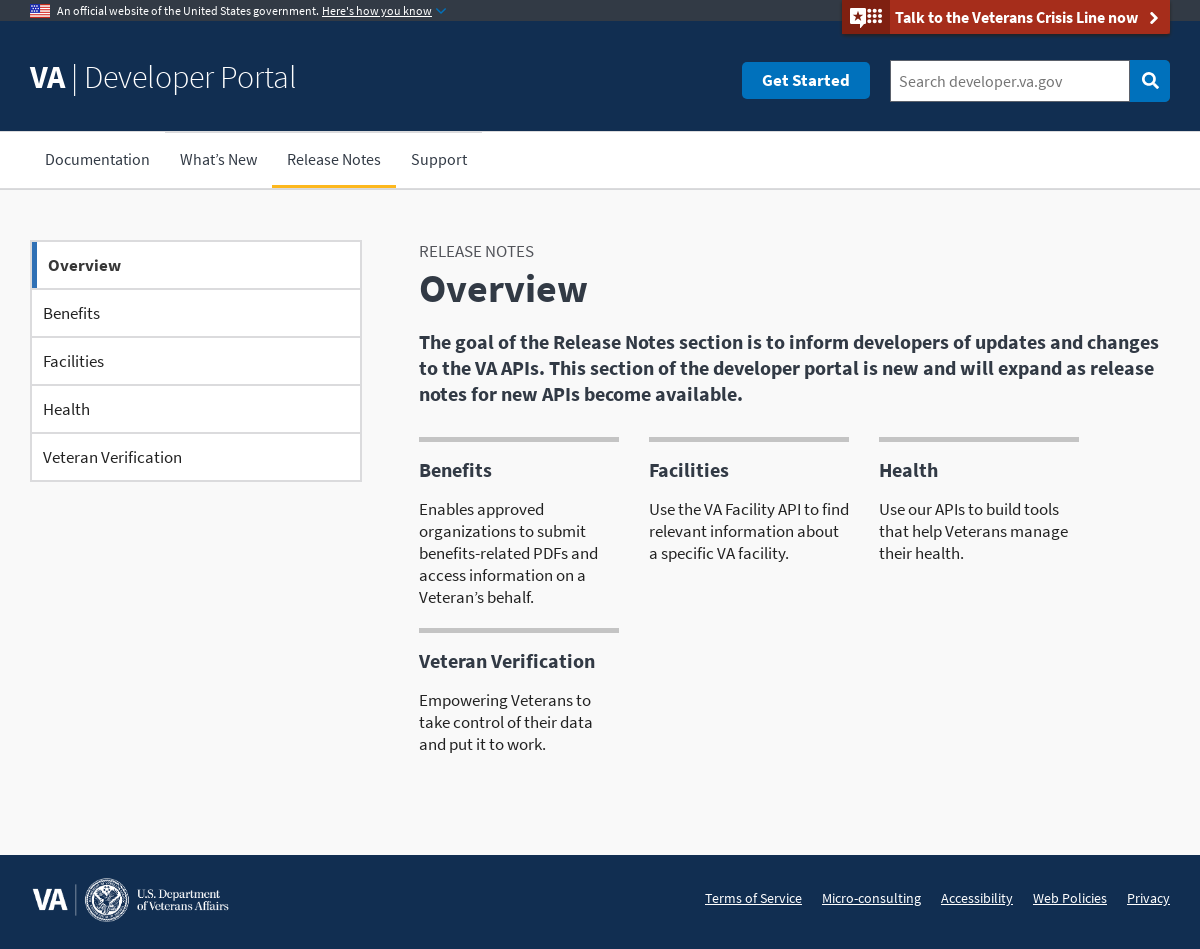 An official website of the United States government. Here's how you know
Talk to the Veterans Crisis Line now
VA | Developer Portal
Get Started
Search developer.va.gov
Documentation
What’s New
Release Notes
Support
Overview
Benefits
Facilities
Health
Veteran Verification
RELEASE NOTES
Overview
The goal of the Release Notes section is to inform developers of updates and changes
to the VA APIs. This section of the developer portal is new and will expand as release
notes for new APIs become available.
Benefits
Enables approved
organizations to submit
benefits-related PDFs and
access information on a
Veteran’s behalf.
Facilities
Use the VA Facility API to find
relevant information about
a specific VA facility.
Health
Use our APIs to build tools
that help Veterans manage
their health.
Veteran Verification
Empowering Veterans to
take control of their data
and put it to work.
VA
U.S. Department
of Veterans Affairs
Terms of Service
Micro-consulting
Accessibility
Web Policies
Privacy